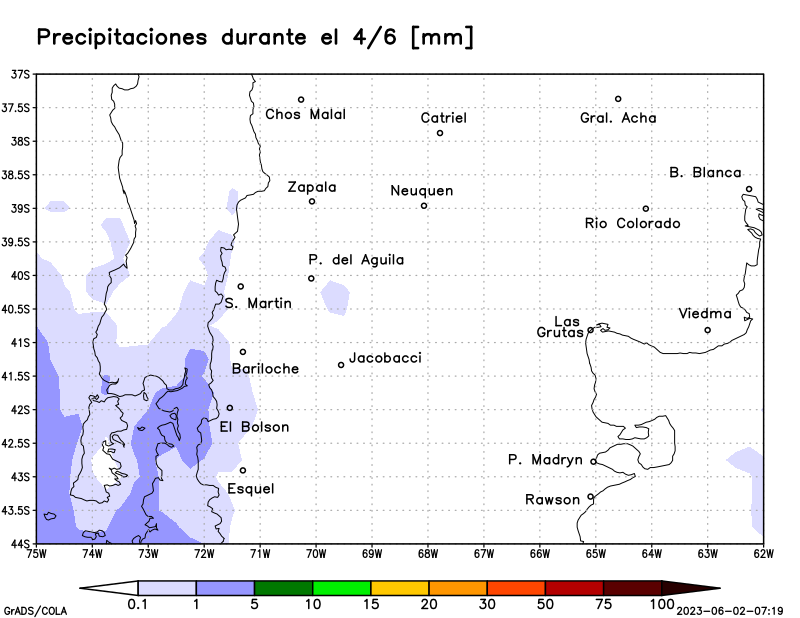 Precipitaciones durante el 4/6 [mm]
37S
37.5S
38S
38.5S
39S
39.5S
40S
40.5S
41S
41.5S
42S
42.5S
43S
43.5S
44S
Chos Malal
Catriel
Gral. Acha
B. Blanca
Zapala
Neuquen
Rio Colorado
P. del Aguila
S. Martin
Viedma
Las
Grutas
Jacobacci
Bariloche
El Bolson
P. Madryn
Esquel
Rawson
75W 74W 73W 72W 71W 70W 69W 68W 67W 66W 65W 64W 63W 62W
0.1 1 5 10 15 20 30 50 75 100
GrADS/COLA
2023-06-02-07:19